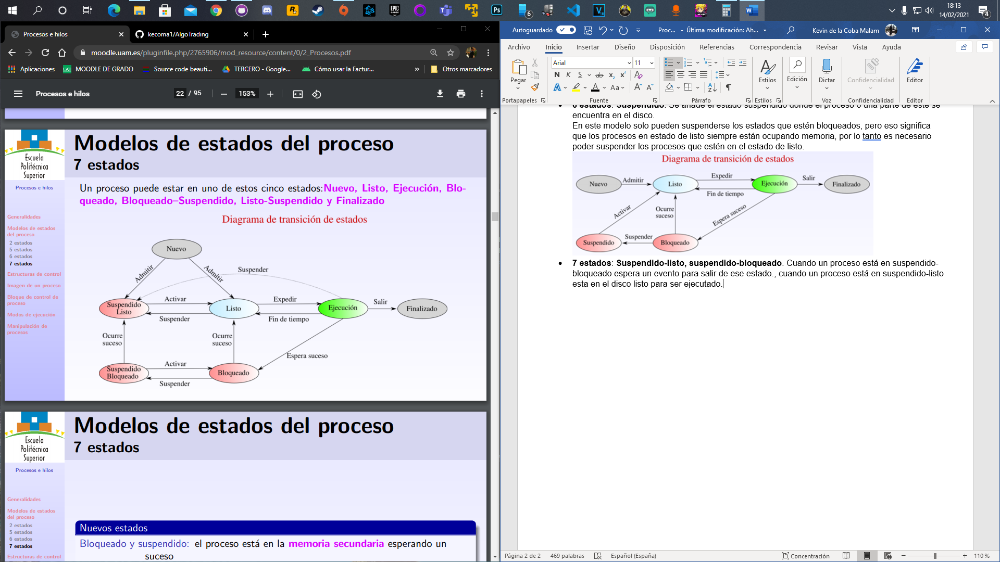 18:13
14/02/2021
6
4
Procesos e hilos
kecoma1/AlgoTrading
moodle.uam.es/pluginfile.php/2765906/mod_resource/content/0/2_Procesos.pdf
Aplicaciones
MOODLE DE GRADO
Source code beauti...
TERCERO - Google...
Cómo usar la Factur...
»
Otros marcadores
Procesos e hilos
22 / 95
153%
Escuela
Politécnica
Superior
Procesos e hilos
Generalidades
Modelos de estados
del proceso
2 estados
5 estados
6 estados
7 estados
Estructuras de control
Imagen de un proceso
Bloque de control de
proceso
Modos de ejecución
Manipulación de
procesos
Modelos de estados del proceso
7 estados
Un proceso puede estar en uno de estos cinco estados:Nuevo, Listo, Ejecución, Blo-
queado, Bloqueado–Suspendido, Listo-Suspendido y Finalizado
Diagrama de transición de estados
Nuevo
Admitir
Admitir
Suspender
Suspendido
Listo
Activar
Suspender
Listo
Expedir
Fin de tiempo
Ejecución
Salir
Finalizado
Ocurre
suceso
Ocurre
suceso
Espera suceso
Suspendido
Bloqueado
Activar
Suspender
Bloqueado
Escuela
Politécnica
Superior
Procesos e hilos
Generalidades
Modelos de estados
del proceso
2 estados
5 estados
6 estados
7 estados
Estructuras de control
Modelos de estados del proceso
7 estados
Nuevos estados
Bloqueado y suspendido: el proceso está en la memoria secundaria esperando un
suceso
Autoguardado
Proc... - Última modificación: Ah...
Kevin de la Coba Malam
Archivo Inicio Insertar Diseño Disposición Referencias Correspondencia Revisar Vista Ayuda
Pegar
Arial
11
N K S ab x₂ x²
A A Aa A A
Estilos
Edición
Dictar
Confidencialidad
Editor
Portapapeles
Fuente
Párrafo
Estilos
Voz
Confidencialidad
Editor
6 estados: Suspendido. Se añade el estado suspendido donde el proceso o una parte de este se
encuentra en el disco.
En este modelo solo pueden suspenderse los estados que estén bloqueados, pero eso significa
que los procesos en estado de listo siempre están ocupando memoria, por lo tanto es necesario
poder suspender los procesos que estén en el estado de listo.
Diagrama de transición de estados
Nuevo
Admitir
Listo
Expedir
Fin de tiempo
Ejecución
Salir
Finalizado
Activar
Ocurre
suceso
Espera suceso
Suspendido
Suspender
Bloqueado
• 7 estados: Suspendido-listo, suspendido-bloqueado. Cuando un proceso está en suspendido-
bloqueado espera un evento para salir de ese estado., cuando un proceso está en suspendido-listo
esta en el disco listo para ser ejecutado.
Página 2 de 2
469 palabras
Español (España)
Concentración
110 %